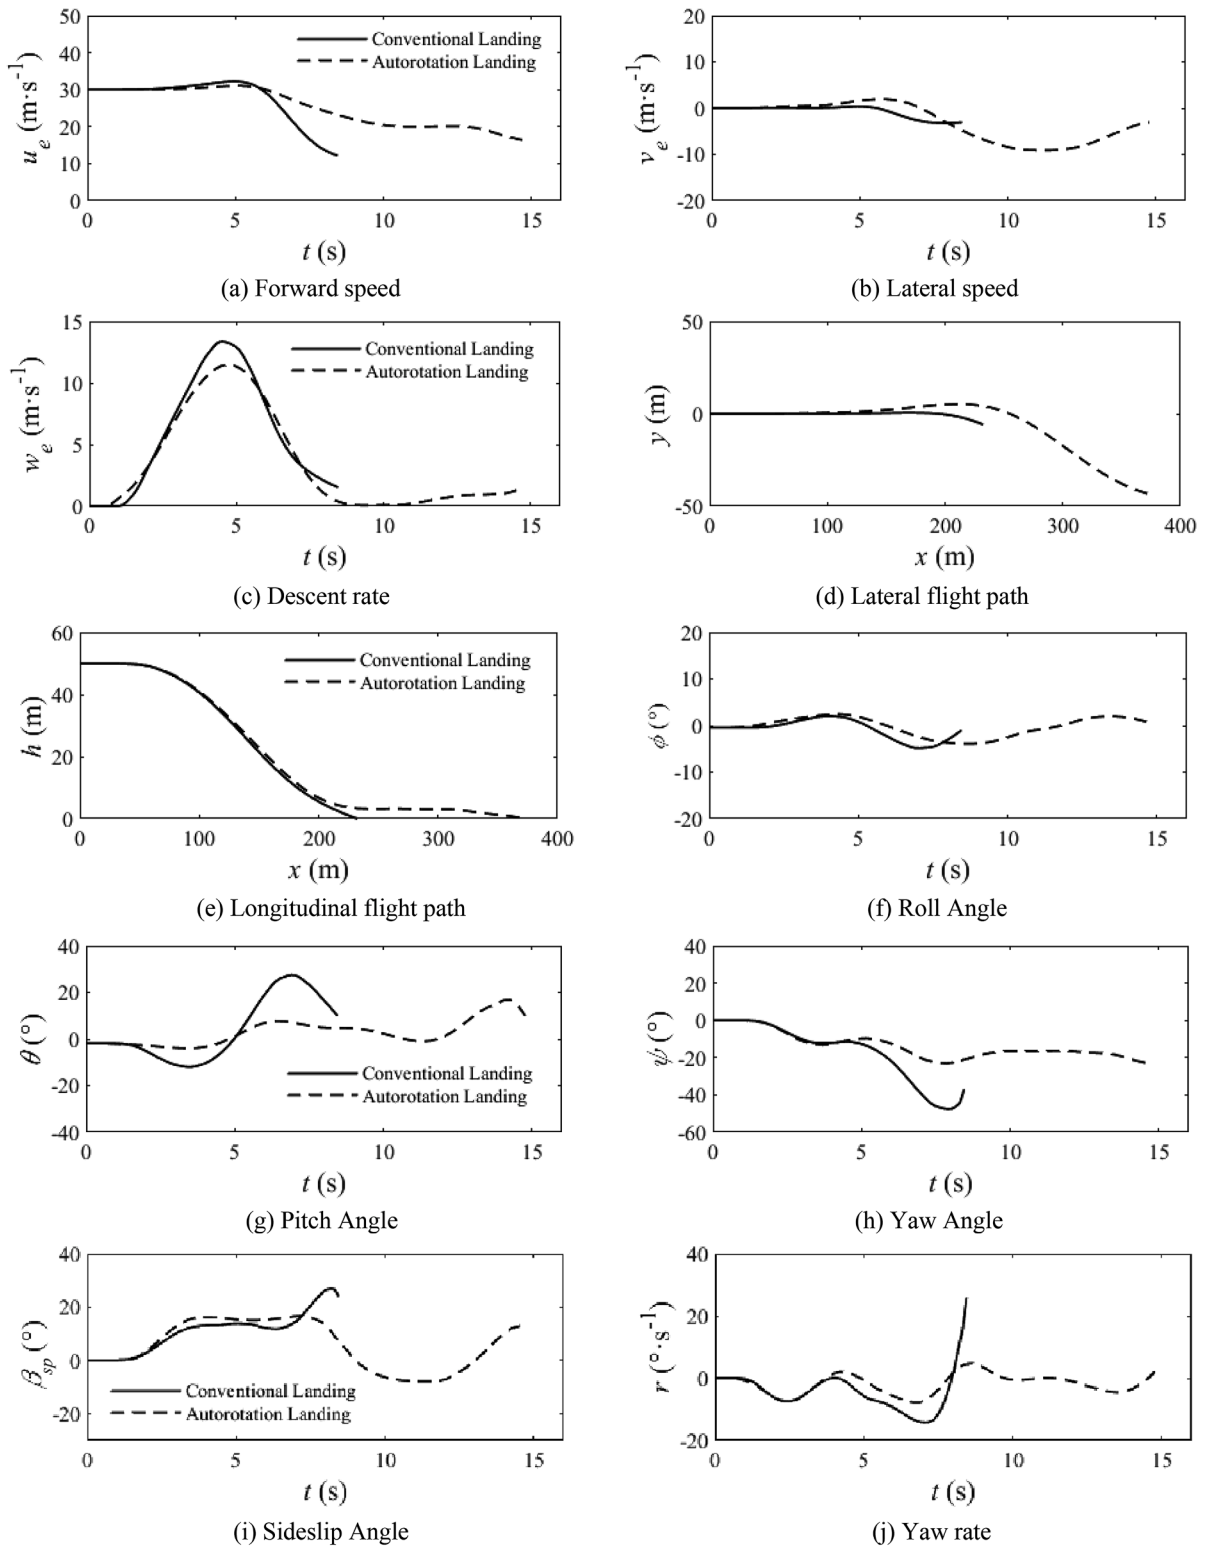 50
40
30
20
10
0
u_e (m·s⁻¹)
Conventional Landing
Autorotation Landing
0 5 10 15
t (s)
(a) Forward speed
20
10
0
-10
-20
v_e (m·s⁻¹)
0 5 10 15
t (s)
(b) Lateral speed
15
10
5
0
w_e (m·s⁻¹)
Conventional Landing
Autorotation Landing
0 5 10 15
t (s)
(c) Descent rate
50
0
-50
y (m)
0 100 200 300 400
x (m)
(d) Lateral flight path
60
40
20
0
h (m)
Conventional Landing
Autorotation Landing
0 100 200 300 400
x (m)
(e) Longitudinal flight path
20
10
0
-10
-20
ϕ (°)
0 5 10 15
t (s)
(f) Roll Angle
40
20
0
-20
-40
θ (°)
Conventional Landing
Autorotation Landing
0 5 10 15
t (s)
(g) Pitch Angle
40
20
0
-20
-40
-60
ψ (°)
0 5 10 15
t (s)
(h) Yaw Angle
40
20
0
-20
β_sp (°)
Conventional Landing
Autorotation Landing
0 5 10 15
t (s)
(i) Sideslip Angle
40
20
0
-20
r (°·s⁻¹)
0 5 10 15
t (s)
(j) Yaw rate